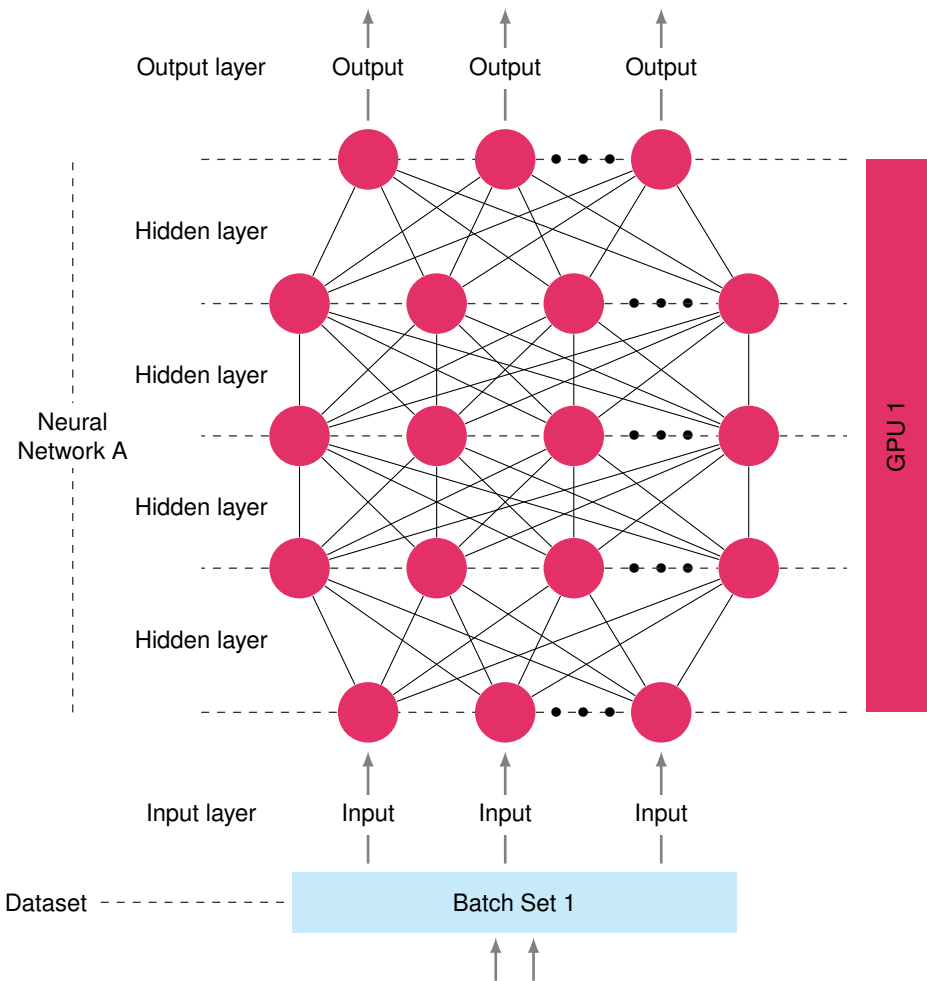 Output layer
Output
Output
Output
Hidden layer
Hidden layer
Neural
Network A
Hidden layer
Hidden layer
GPU 1
Input layer
Input
Input
Input
Dataset
Batch Set 1